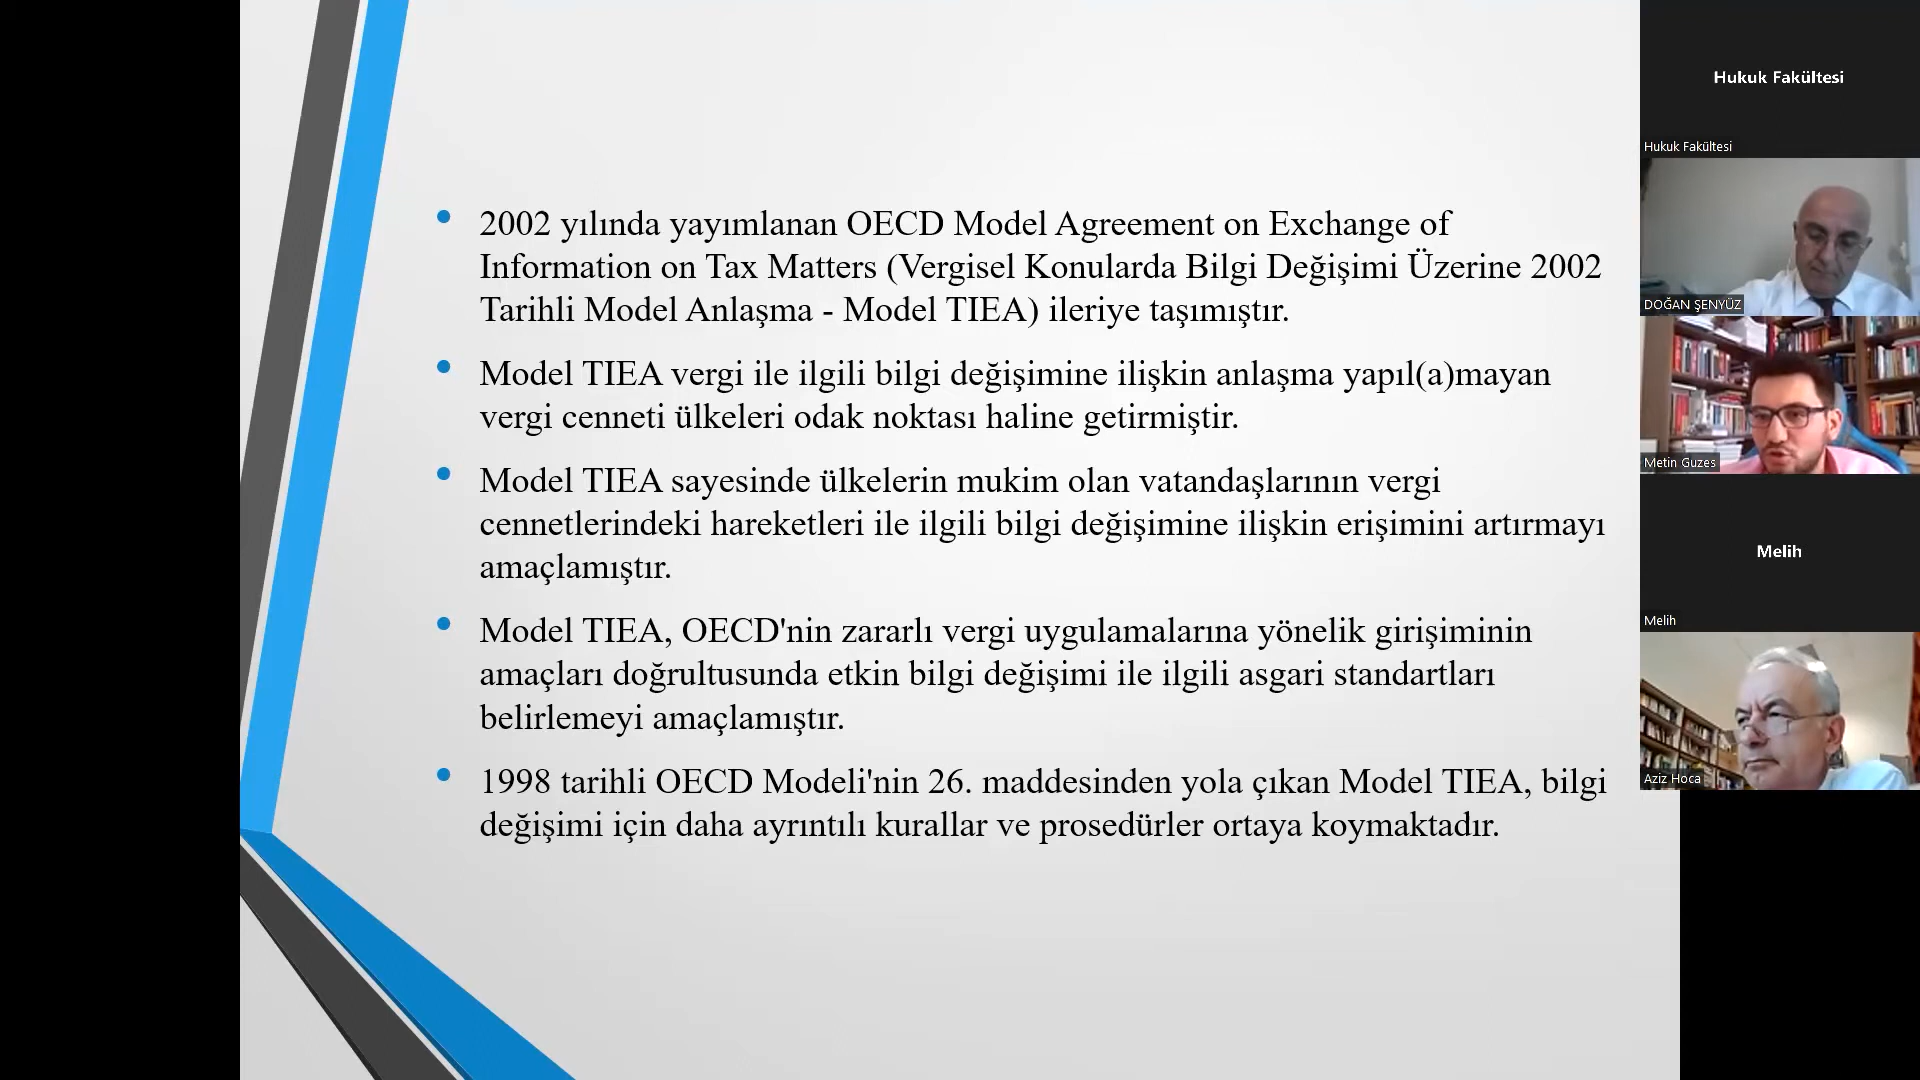 2002 yılında yayımlanan OECD Model Agreement on Exchange of
Information on Tax Matters (Vergisel Konularda Bilgi Değişimi Üzerine 2002
Tarihli Model Anlaşma - Model TIEA) ileriye taşımıştır.
Model TIEA vergi ile ilgili bilgi değişimine ilişkin anlaşma yapıl(a)mayan
vergi cenneti ülkeleri odak noktası haline getirmiştir.
Model TIEA sayesinde ülkelerin mukim olan vatandaşlarının vergi
cennetlerindeki hareketleri ile ilgili bilgi değişimine ilişkin erişimini artırmayı
amaçlamıştır.
Model TIEA, OECD'nin zararlı vergi uygulamalarına yönelik girişiminin
amaçları doğrultusunda etkin bilgi değişimi ile ilgili asgari standartları
belirlemeyi amaçlamıştır.
1998 tarihli OECD Modeli'nin 26. maddesinden yola çıkan Model TIEA, bilgi
değişimi için daha ayrıntılı kurallar ve prosedürler ortaya koymaktadır.
Hukuk Fakültesi
Hukuk Fakültesi
DOĞAN ŞENYÜZ
Metin Guzes
Melih
Melih
Aziz Hoca